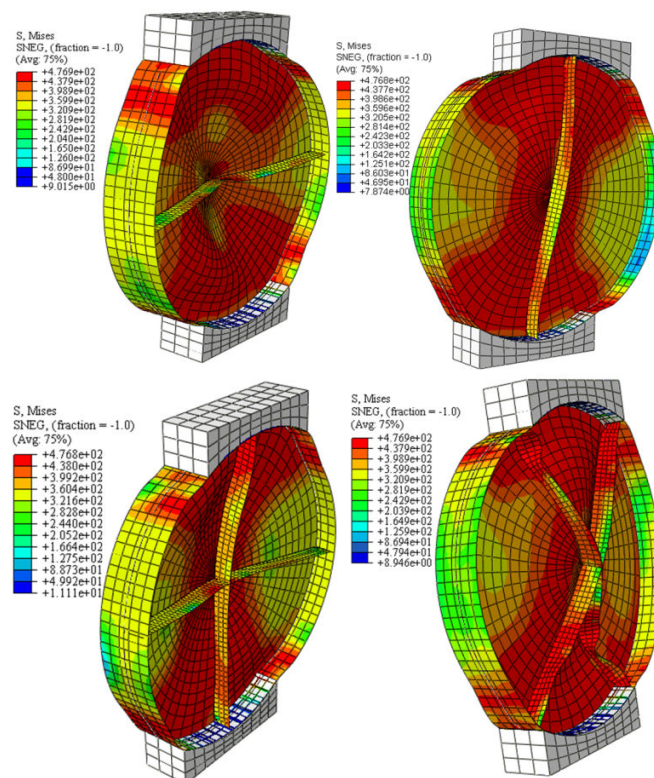 S, Mises
SNEG, (fraction = -1.0)
(Avg: 75%)
+4.769e+02
+4.379e+02
+3.989e+02
+3.599e+02
+3.209e+02
+2.819e+02
+2.429e+02
+2.040e+02
+1.650e+02
+1.260e+02
+8.699e+01
+4.800e+01
+9.015e+00
S, Mises
SNEG, (fraction = -1.0)
(Avg: 75%)
+4.768e+02
+4.377e+02
+3.986e+02
+3.596e+02
+3.205e+02
+2.814e+02
+2.423e+02
+2.033e+02
+1.642e+02
+1.251e+02
+8.603e+01
+4.695e+01
+7.874e+00
S, Mises
SNEG, (fraction = -1.0)
(Avg: 75%)
+4.768e+02
+4.380e+02
+3.992e+02
+3.604e+02
+3.216e+02
+2.828e+02
+2.440e+02
+2.052e+02
+1.664e+02
+1.275e+02
+8.873e+01
+4.992e+01
+1.111e+01
S, Mises
SNEG, (fraction = -1.0)
(Avg: 75%)
+4.769e+02
+4.379e+02
+3.989e+02
+3.599e+02
+3.209e+02
+2.819e+02
+2.429e+02
+2.039e+02
+1.649e+02
+1.259e+02
+8.694e+01
+4.794e+01
+8.946e+00